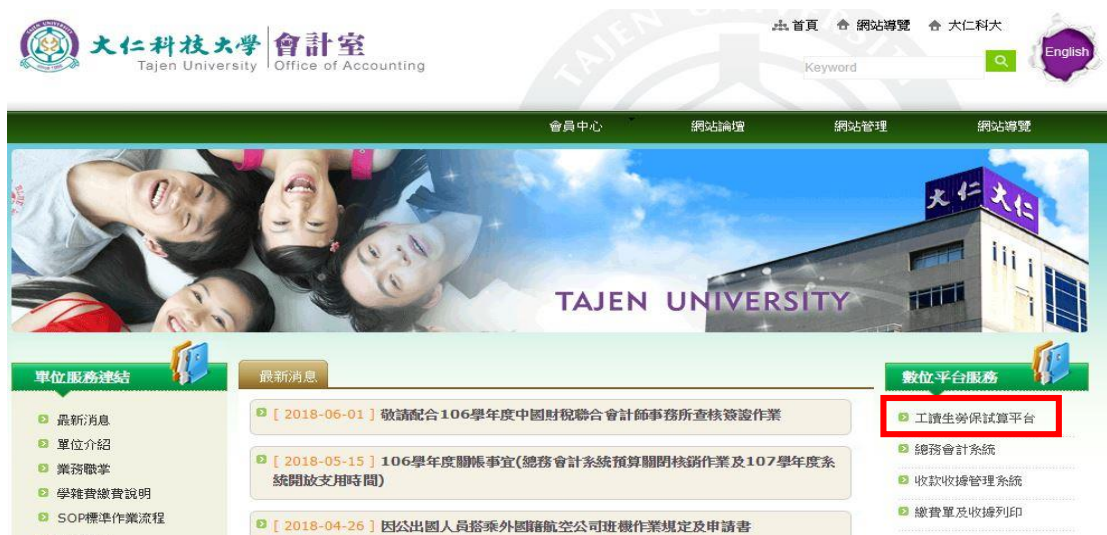 首頁 網站導覽 大仁科大
大仁科技大學 會計室
Tajen University Office of Accounting
Keyword
English
會員中心 網站論壇 網站管理 網站導覽
大仁 大仁
TAJEN UNIVERSITY
單位服務連結
最新消息
單位介紹
業務職掌
學雜費繳費說明
SOP標準作業流程
最新消息
[ 2018-06-01 ] 敬請配合106學年度中國財稅聯合會計師事務所查核簽證作業
[ 2018-05-15 ] 106學年度關帳事宜(總務會計系統預算關閉核銷作業及107學年度系
統開放支用時間)
[ 2018-04-26 ] 因公出國人員搭乘外國籍航空公司班機作業規定及申請書
數位平台服務
工讀生勞保試算平台
總務會計系統
收款收據管理系統
繳費單及收據列印